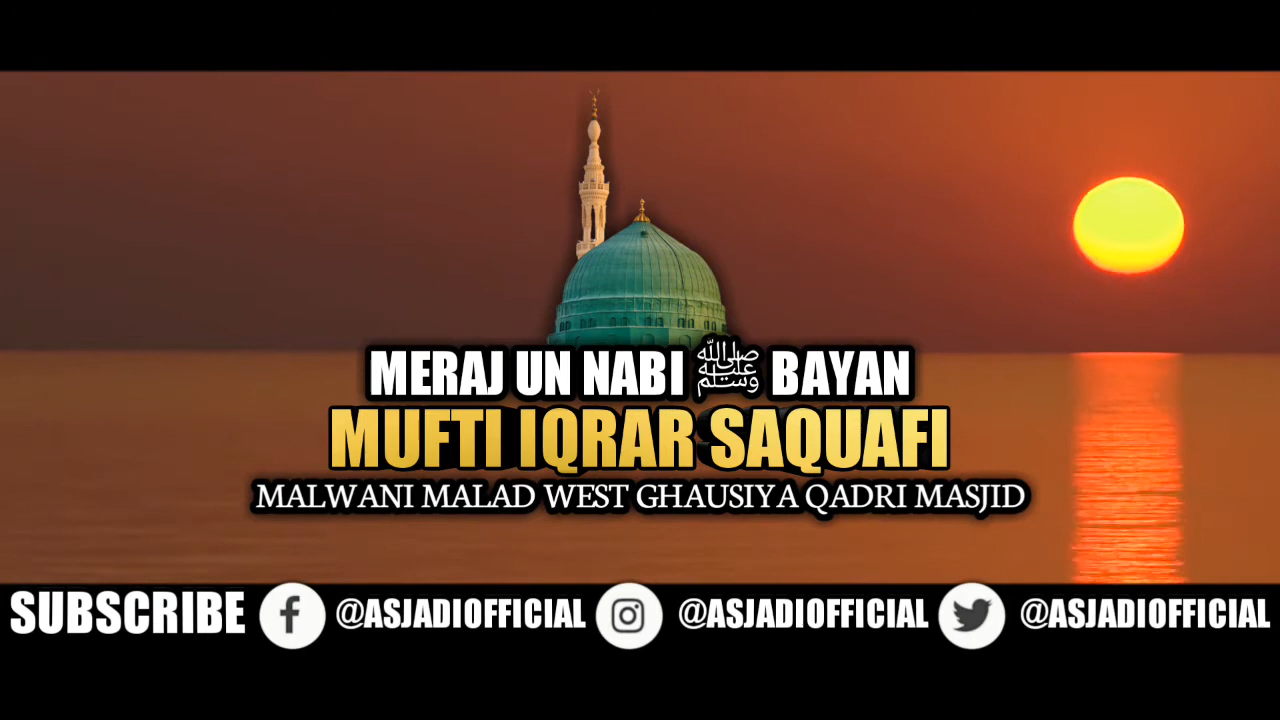 MERAJ UN NABI ﷺ BAYAN
MUFTI IQRAR SAQUAFI
MALWANI MALAD WEST GHAUSIYA QADRI MASJID
SUBSCRIBE @ASJADIOFFICIAL @ASJADIOFFICIAL @ASJADIOFFICIAL